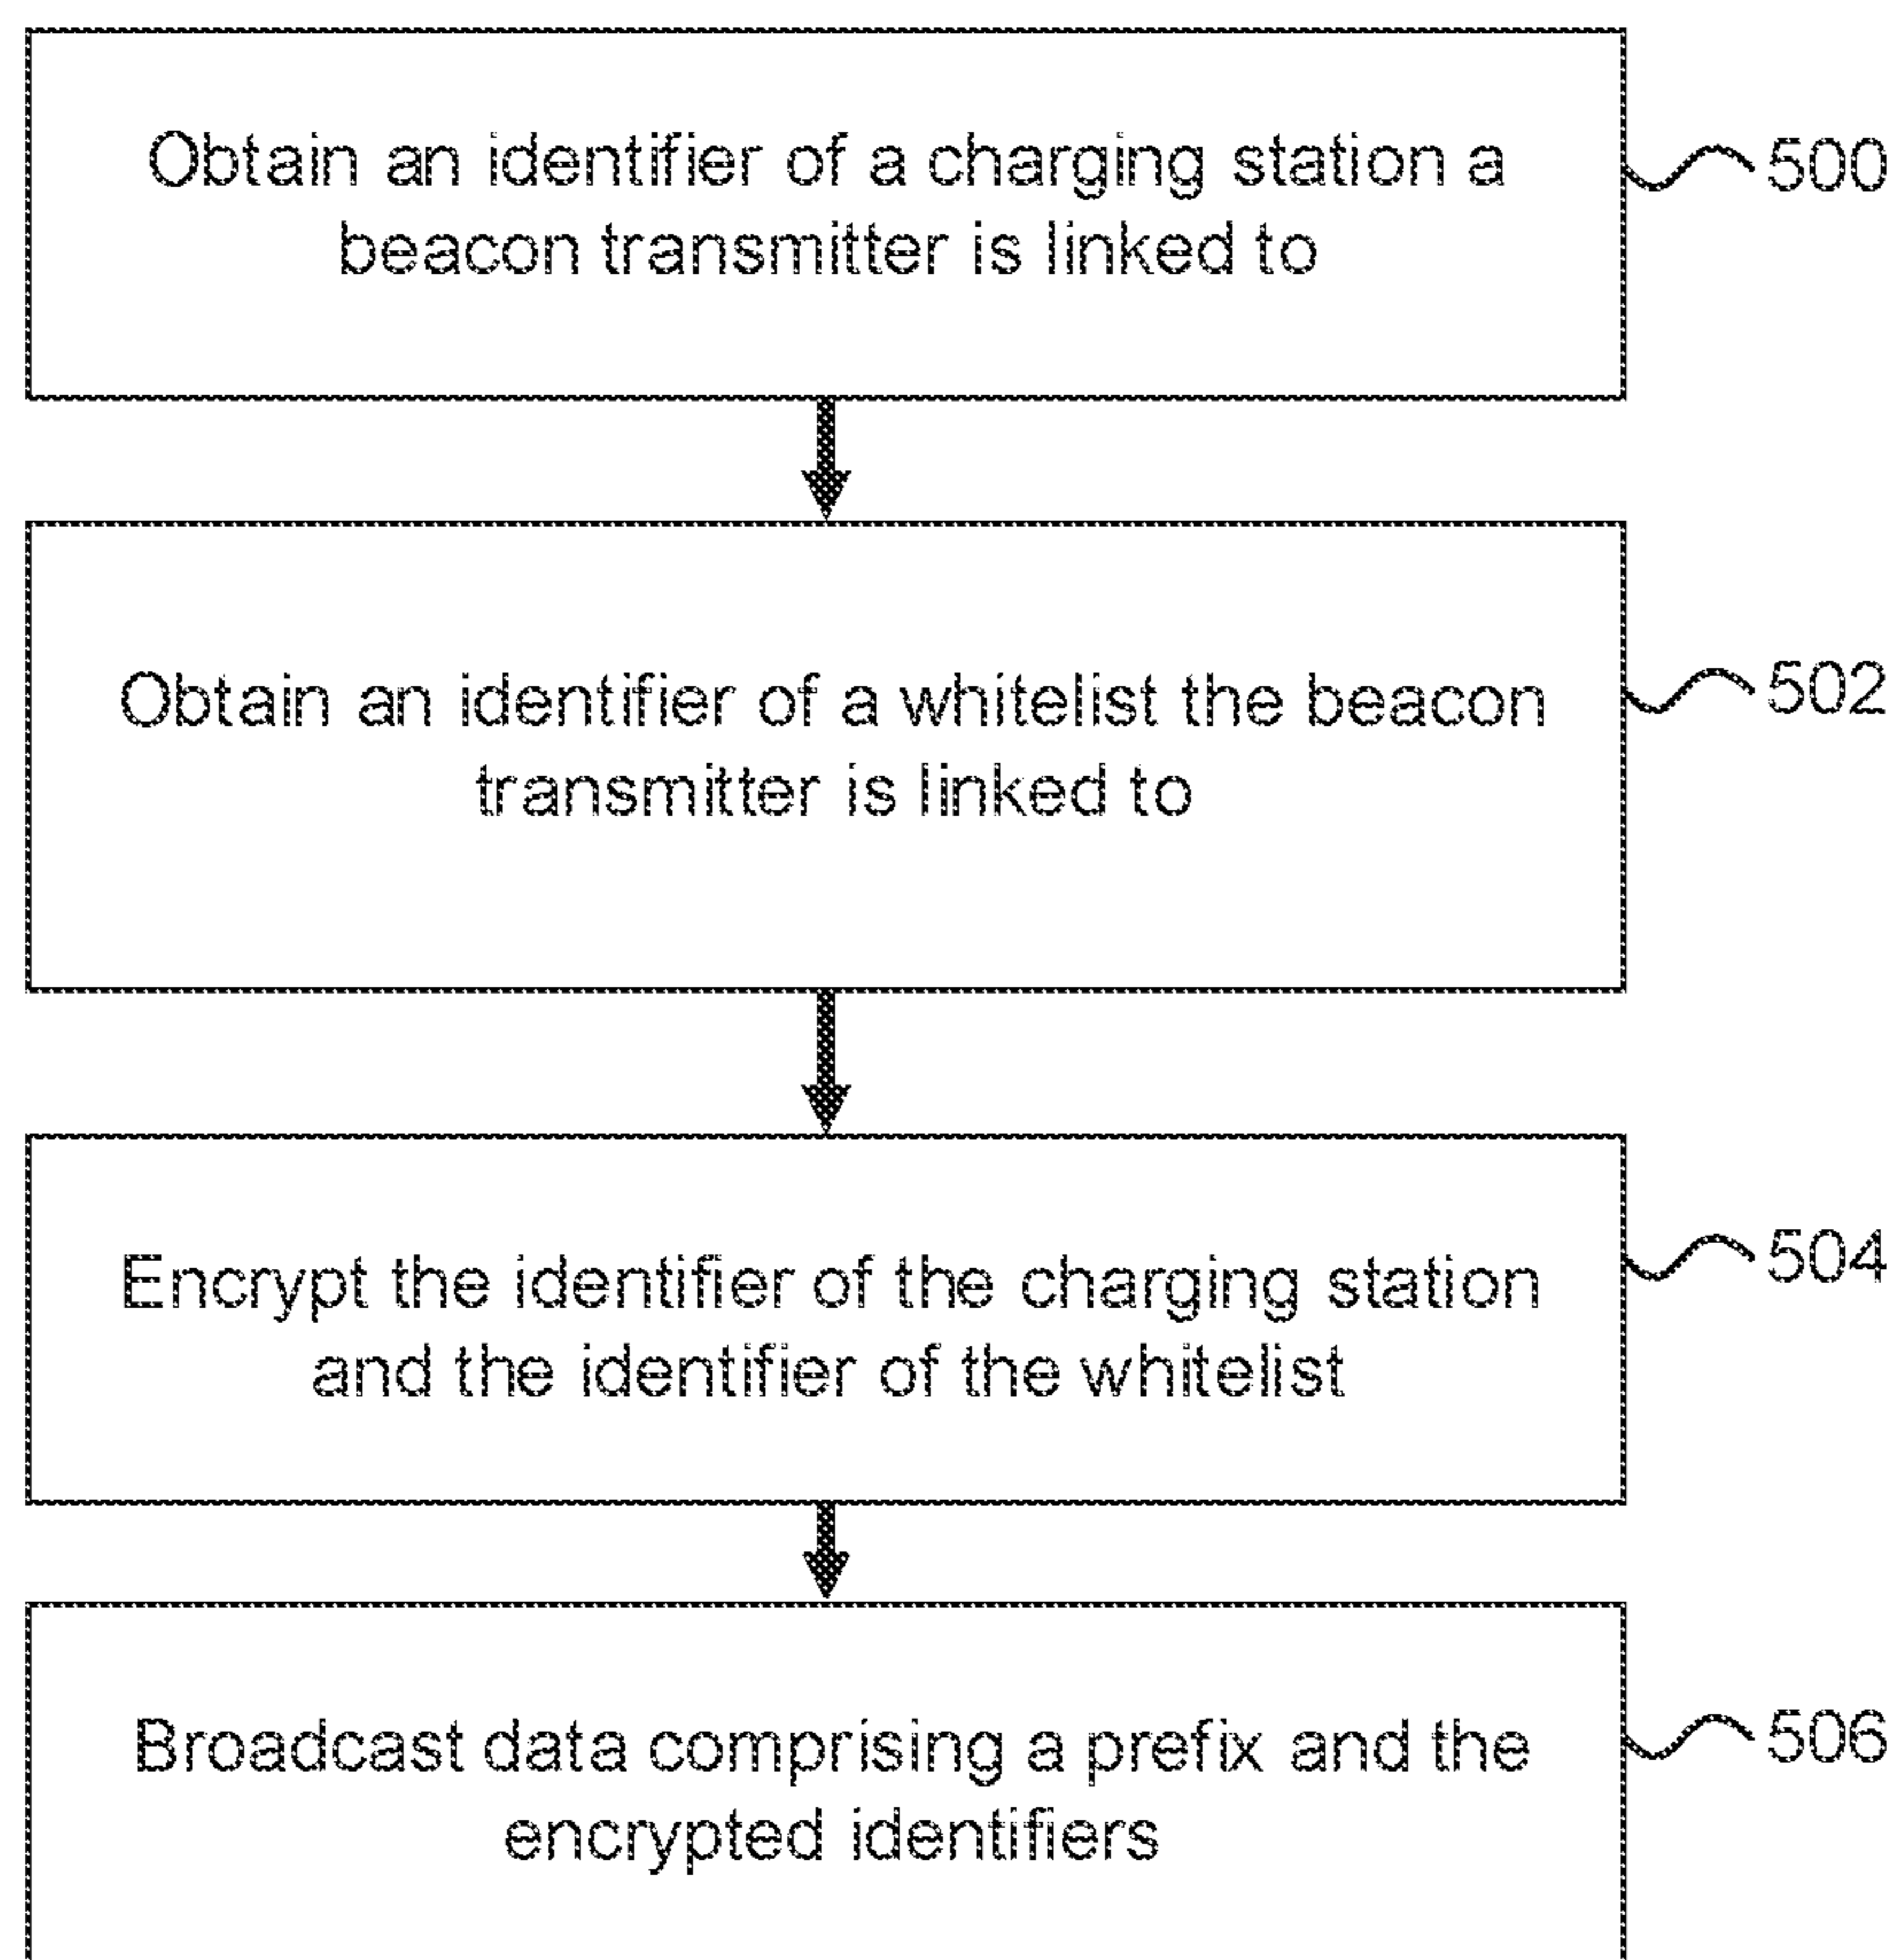 Obtain an identifier of a charging station a
beacon transmitter is linked to
500
Obtain an identifier of a whitelist the beacon
transmitter is linked to
502
Encrypt the identifier of the charging station
and the identifier of the whitelist
504
Broadcast data comprising a prefix and the
encrypted identifiers
506